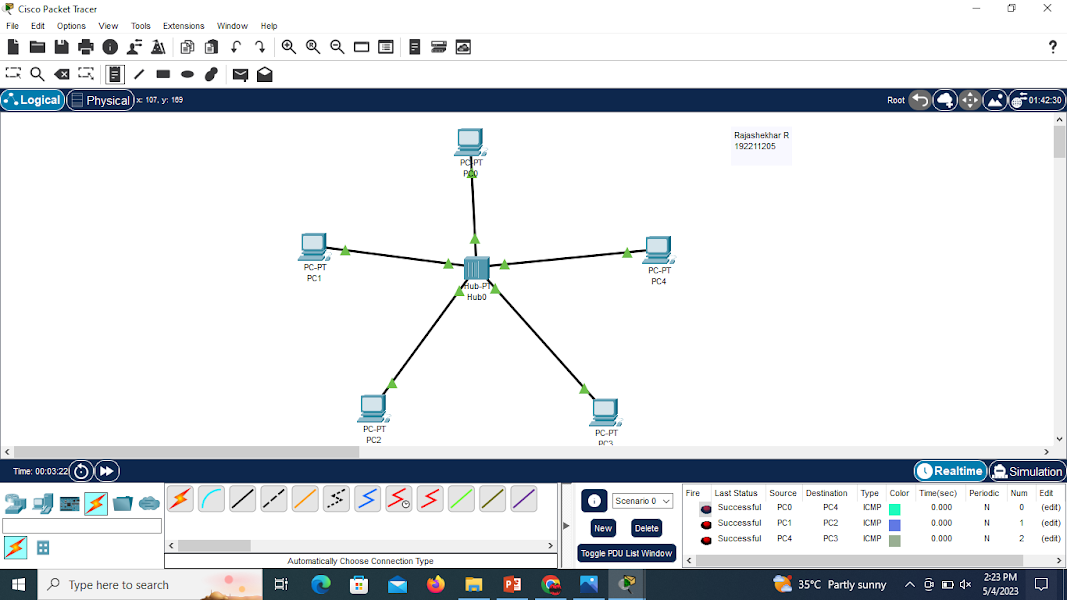 Cisco Packet Tracer
File Edit Options View Tools Extensions Window Help
?
Logical Physical x: 107, y: 169 Root 01:42:30
Rajashekhar R
192211205
PC-PT
PC0
PC-PT
PC1
PC-PT
PC4
Hub-PT
Hub0
PC-PT
PC2
PC-PT
PC3
Time: 00:03:22 Realtime Simulation
Scenario 0
New Delete
Toggle PDU List Window
Fire Last Status Source Destination Type Color Time(sec) Periodic Num Edit
Successful PC0 PC4 ICMP 0.000 N 0 (edit)
Successful PC1 PC2 ICMP 0.000 N 1 (edit)
Successful PC4 PC3 ICMP 0.000 N 2 (edit)
Automatically Choose Connection Type
Type here to search
35°C Partly sunny
2:23 PM
5/4/2023